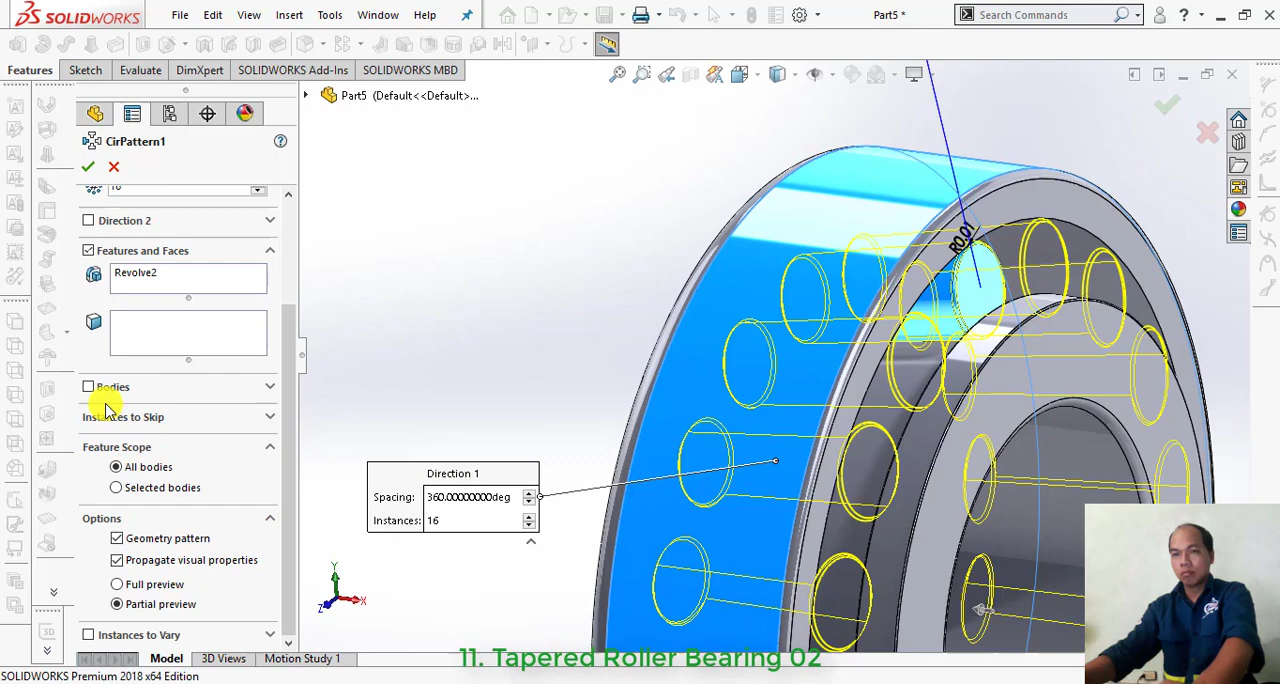 SOLIDWORKS
File
Edit
View
Insert
Tools
Window
Help
Part5 *
Search Commands
Features
Sketch
Evaluate
DimXpert
SOLIDWORKS Add-Ins
SOLIDWORKS MBD
Part5 (Default<<Default>...
CirPattern1
16
Direction 2
Features and Faces
Revolve2
Bodies
Instances to Skip
Feature Scope
All bodies
Selected bodies
Options
Geometry pattern
Propagate visual properties
Full preview
Partial preview
Instances to Vary
R0.01
Direction 1
Spacing: 360.00000000deg
Instances: 16
Y
X
Z
3D
Model
3D Views
Motion Study 1
11. Tapered Roller Bearing 02
SOLIDWORKS Premium 2018 x64 Edition